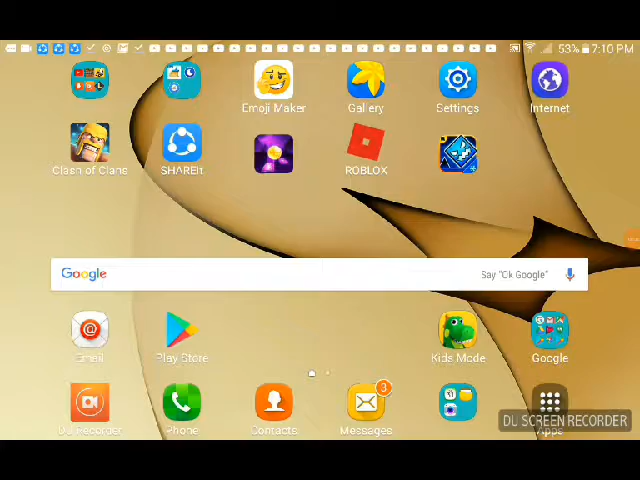 53% 7:10 PM
Emoji Maker Gallery Settings Internet
Clash of Clans SHAREit ROBLOX
Google Say "Ok Google"
Email Play Store Kids Mode Google
3
DU Recorder Phone Contacts Messages Apps
DU SCREEN RECORDER